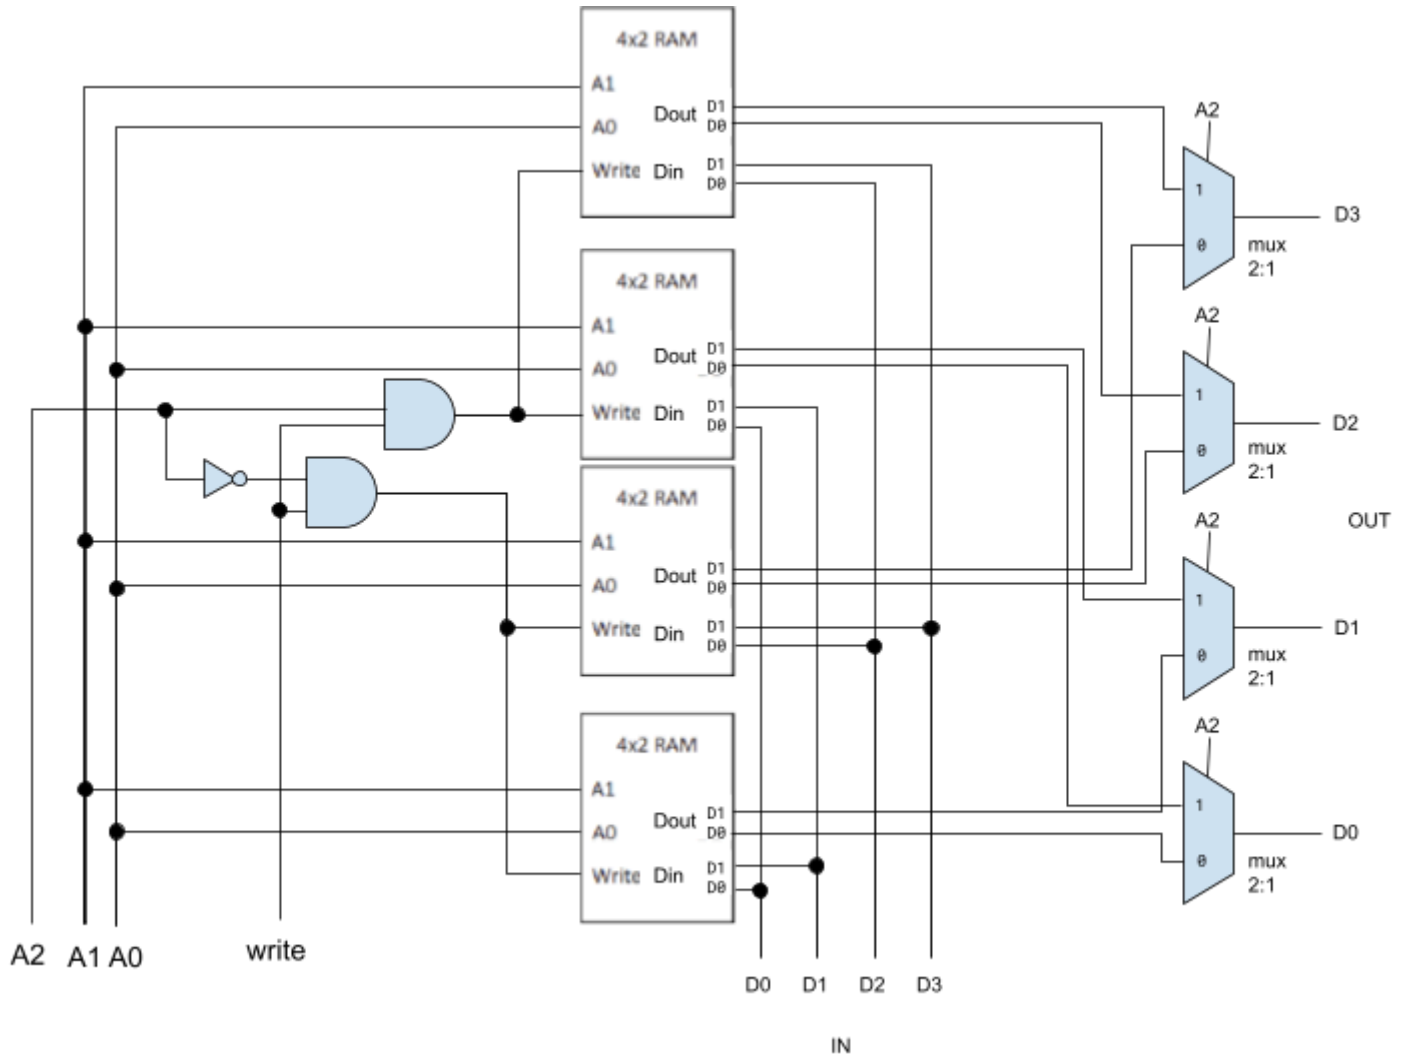 4x2 RAM
A1
Dout D1
A0 D0
Write Din D1
D0
A2
1
D3
0 mux
2:1
4x2 RAM
A1
Dout D1
A0 _D0
Write Din D1
D0
A2
1
D2
0 mux
2:1
4x2 RAM
A1
Dout D1
A0 D0
Write Din D1
D0
A2
OUT
1
D1
0 mux
2:1
4x2 RAM
A1
Dout D1
A0 _D0
Write Din D1
D0
A2
1
D0
0 mux
2:1
A2 A1 A0 write
D0 D1 D2 D3
IN